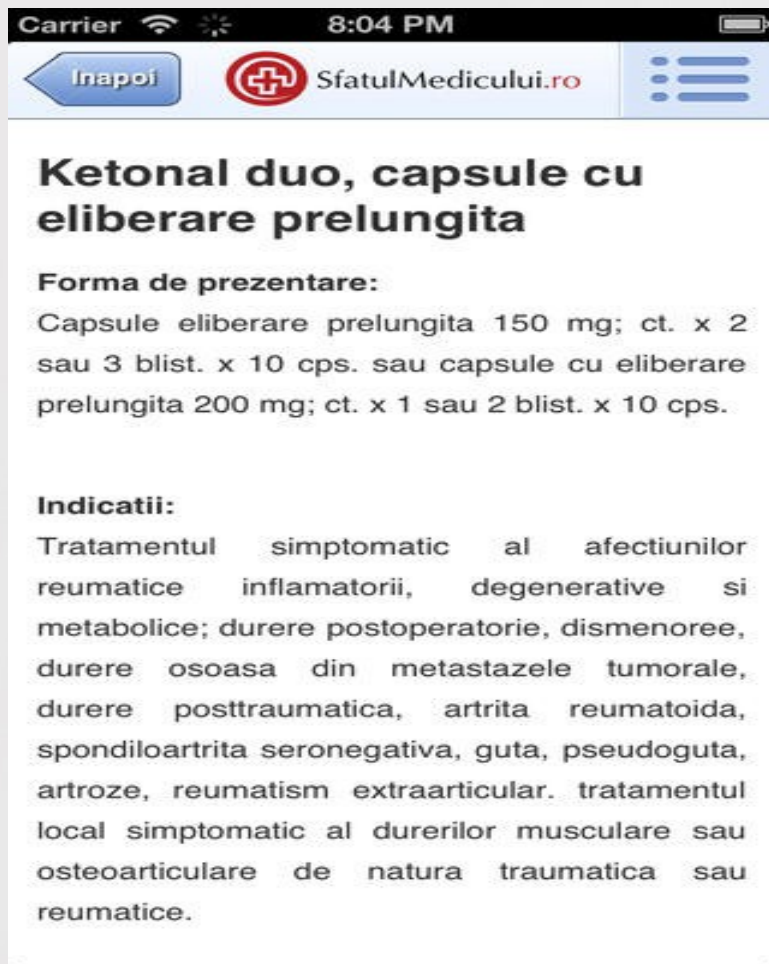 Carrier 8:04 PM
Inapoi SfatulMedicului.ro
Ketonal duo, capsule cu
eliberare prelungita
Forma de prezentare:
Capsule eliberare prelungita 150 mg; ct. x 2
sau 3 blist. x 10 cps. sau capsule cu eliberare
prelungita 200 mg; ct. x 1 sau 2 blist. x 10 cps.
Indicatii:
Tratamentul simptomatic al afectiunilor
reumatice inflamatorii, degenerative si
metabolice; durere postoperatorie, dismenoree,
durere osoasa din metastazele tumorale,
durere posttraumatica, artrita reumatoida,
spondiloartrita seronegativa, guta, pseudoguta,
artroze, reumatism extraarticular. tratamentul
local simptomatic al durerilor musculare sau
osteoarticulare de natura traumatica sau
reumatice.